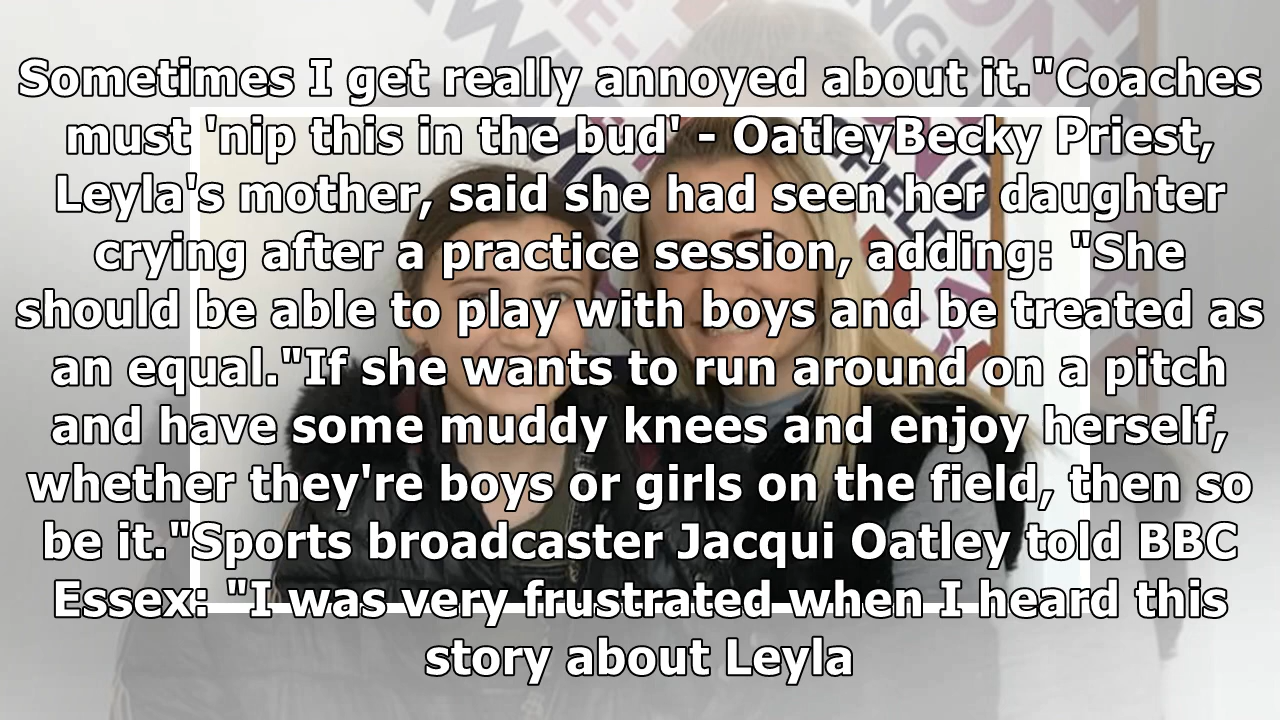 Sometimes I get really annoyed about it."Coaches
must 'nip this in the bud' - OatleyBecky Priest,
Leyla's mother, said she had seen her daughter
crying after a practice session, adding: "She
should be able to play with boys and be treated as
an equal."If she wants to run around on a pitch
and have some muddy knees and enjoy herself,
whether they're boys or girls on the field, then so
be it."Sports broadcaster Jacqui Oatley told BBC
Essex: "I was very frustrated when I heard this
story about Leyla